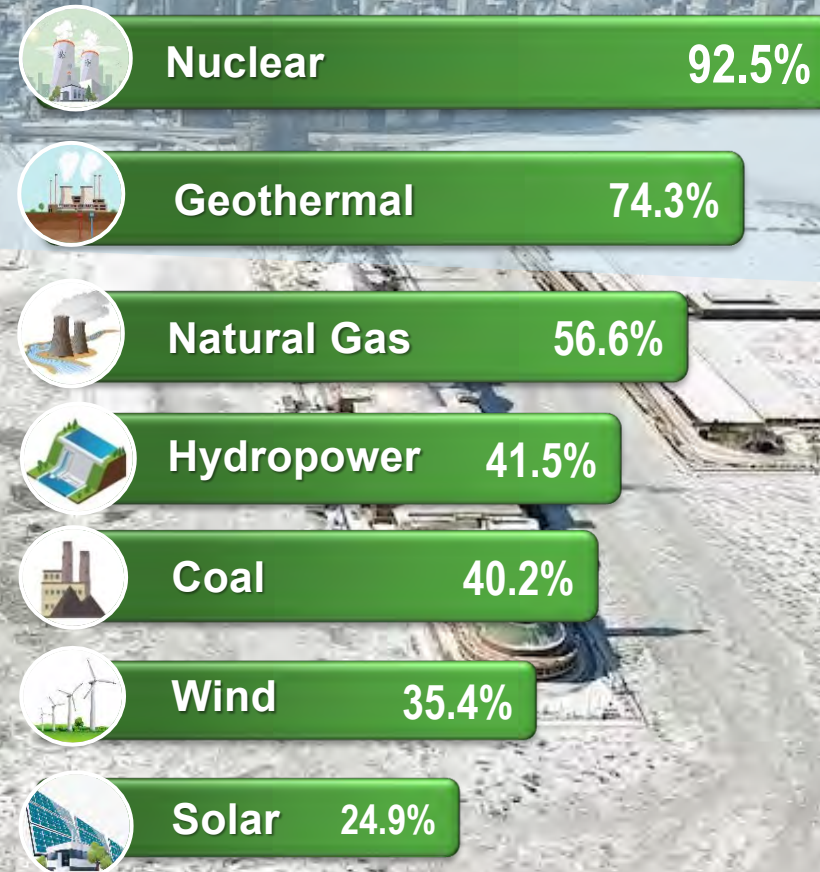 Nuclear 92.5%
Geothermal 74.3%
Natural Gas 56.6%
Hydropower 41.5%
Coal 40.2%
Wind 35.4%
Solar 24.9%